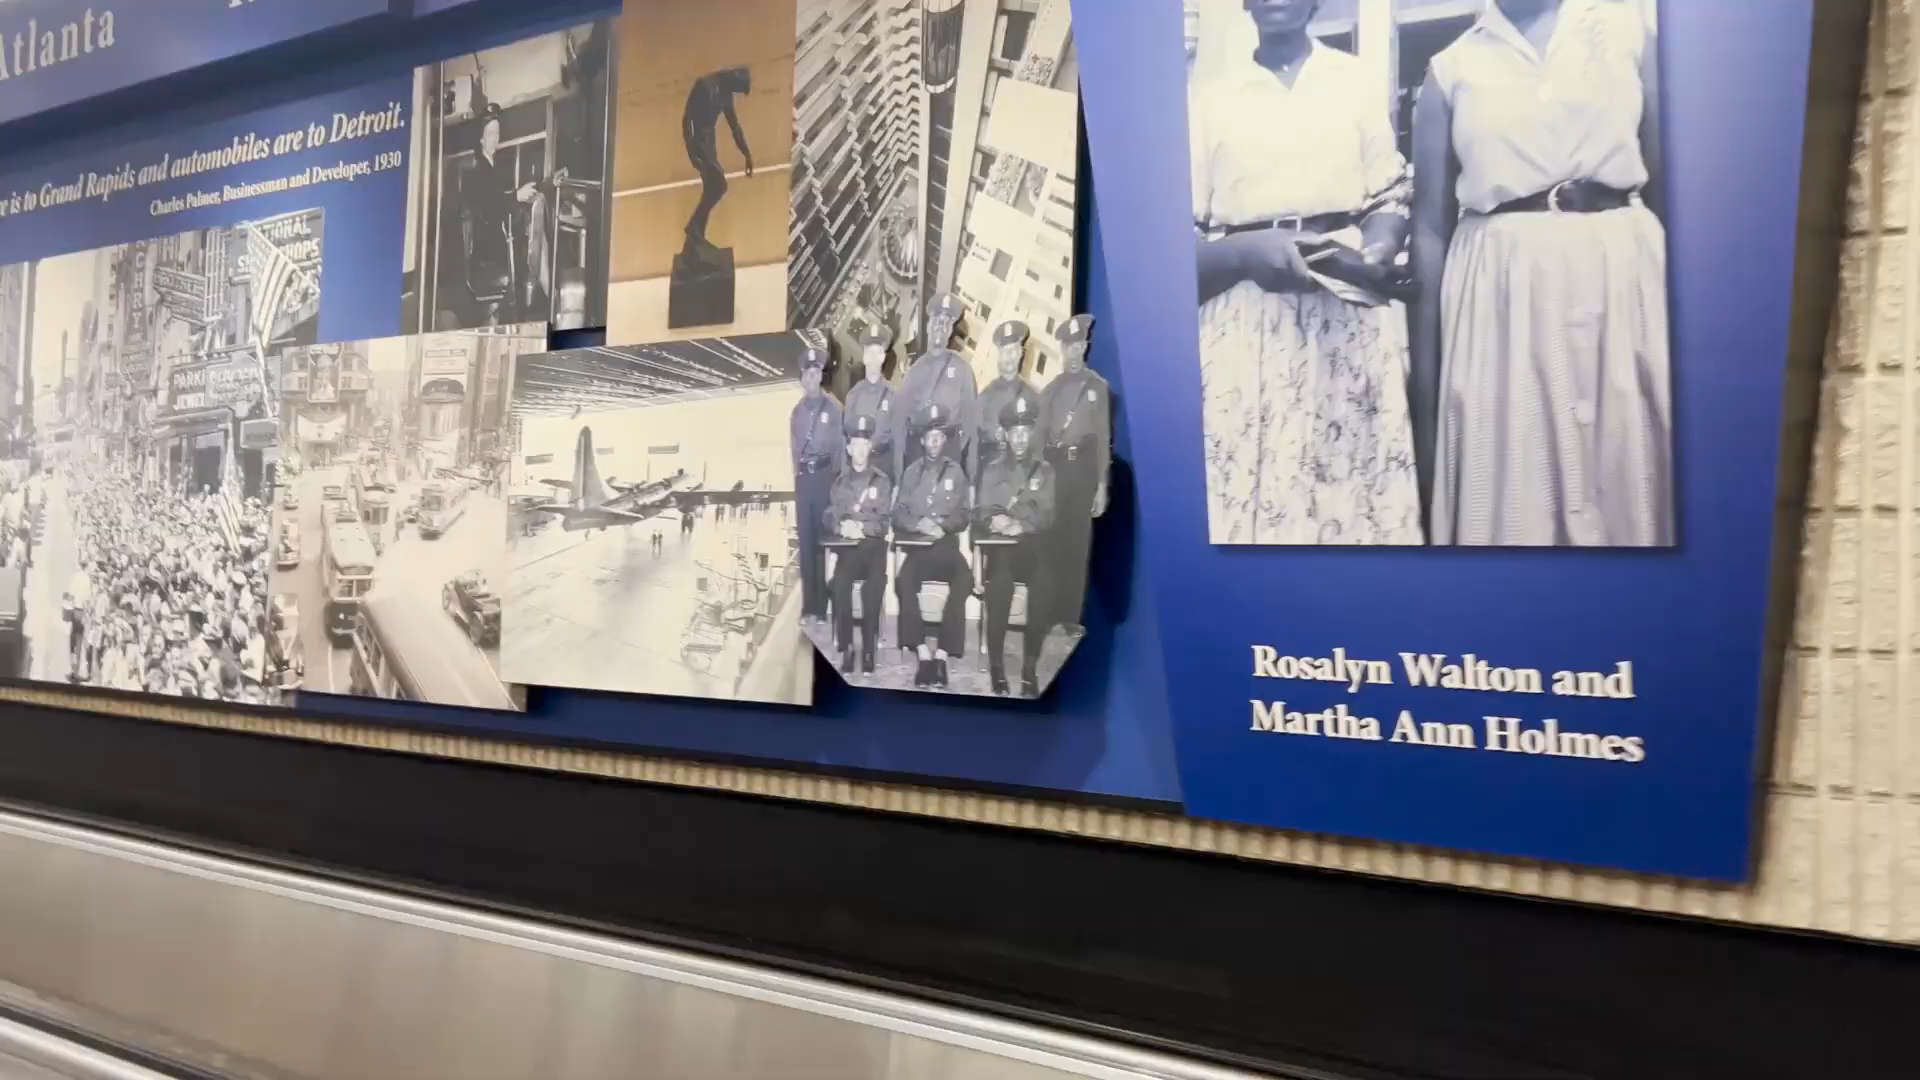 Atlanta
is to Grand Rapids and automobiles are to Detroit.
Charles Palmer, Businessman and Developer, 1930
SHOPS
Rosalyn Walton and
Martha Ann Holmes